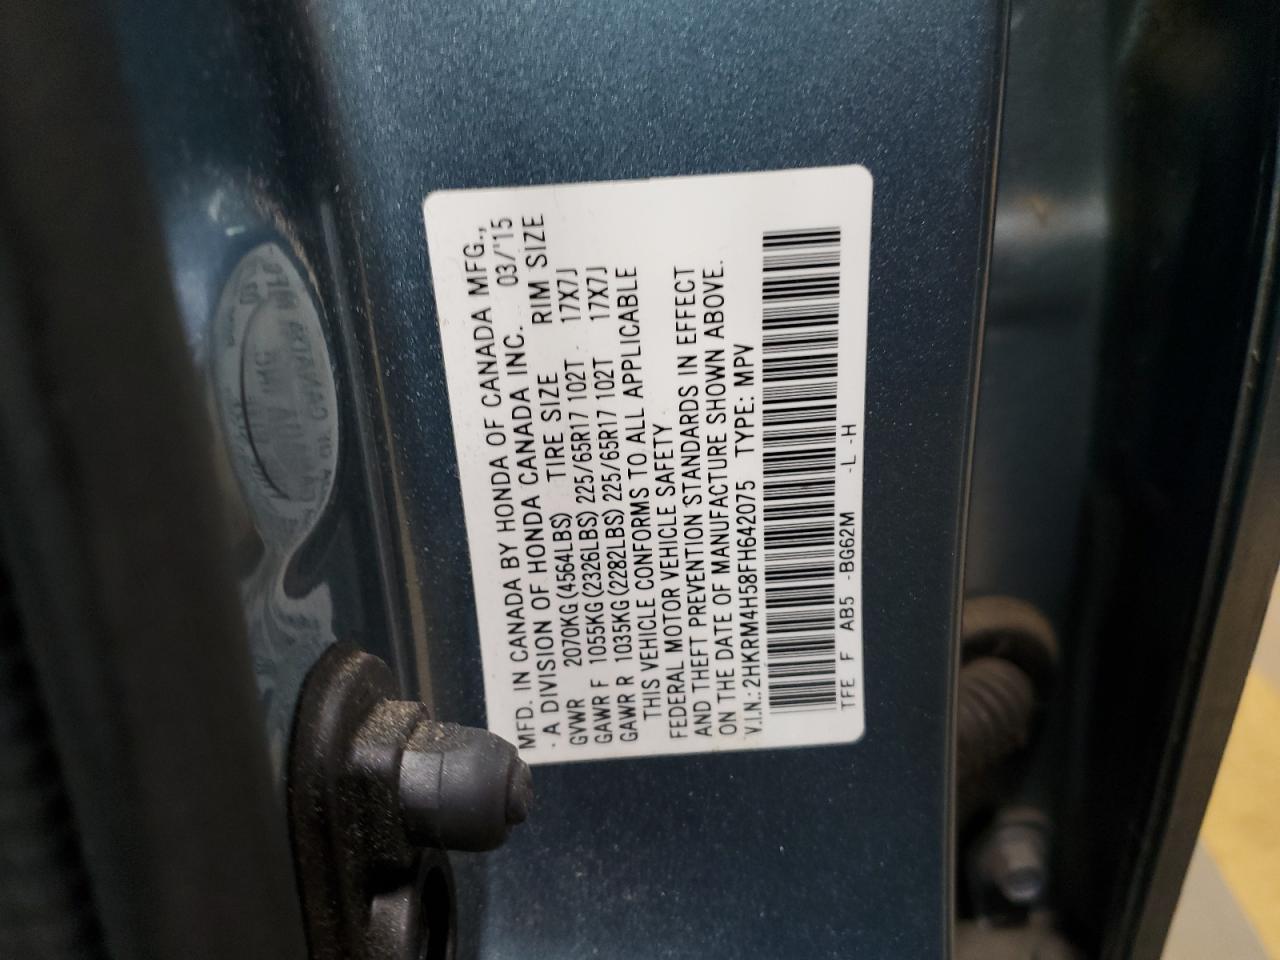 MFD. IN CANADA BY HONDA OF CANADA MFG.,
A DIVISION OF HONDA CANADA INC. 03/'15
GVWR 2070KG (4564LBS) TIRE SIZE RIM SIZE
GAWR F 1055KG (2326LBS) 225/65R17 102T 17X7J
GAWR R 1035KG (2282LBS) 225/65R17 102T 17X7J
THIS VEHICLE CONFORMS TO ALL APPLICABLE
FEDERAL MOTOR VEHICLE SAFETY
AND THEFT PREVENTION STANDARDS IN EFFECT
ON THE DATE OF MANUFACTURE SHOWN ABOVE.
V.I.N.: 2HKRM4H58FH642075 TYPE: MPV
TFE F AB5 -BG62M -L -H